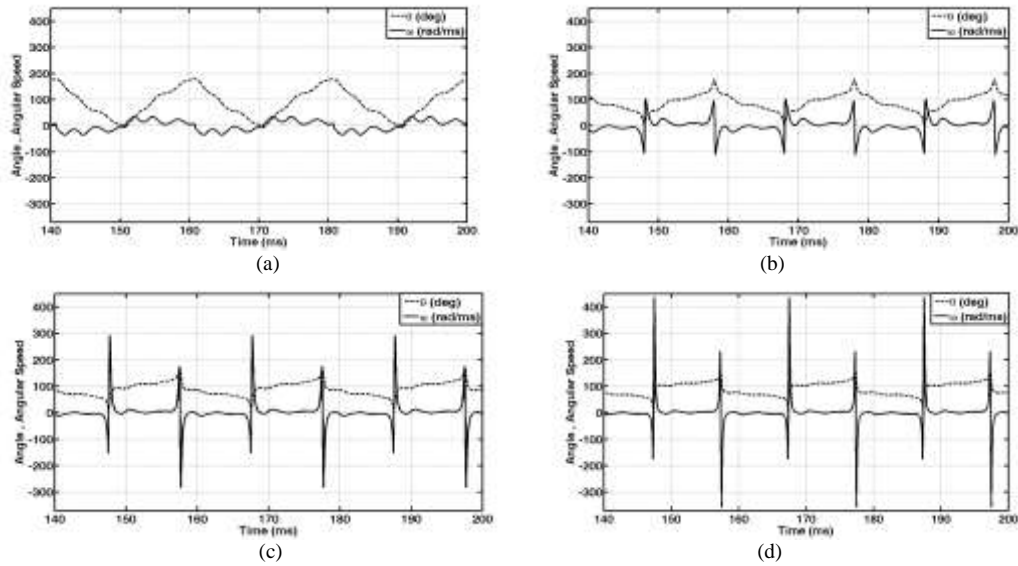 θ (deg)
ω (rad/ms)
Angle , Angular Speed
400
300
200
100
0
-100
-200
-300
140 150 160 170 180 190 200
Time (ms)
(a)
θ (deg)
ω (rad/ms)
Angle , Angular Speed
400
300
200
100
0
-100
-200
-300
140 150 160 170 180 190 200
Time (ms)
(b)
θ (deg)
ω (rad/ms)
Angle , Angular Speed
400
300
200
100
0
-100
-200
-300
140 150 160 170 180 190 200
Time (ms)
(c)
θ (deg)
ω (rad/ms)
Angle , Angular Speed
400
300
200
100
0
-100
-200
-300
140 150 160 170 180 190 200
Time (ms)
(d)